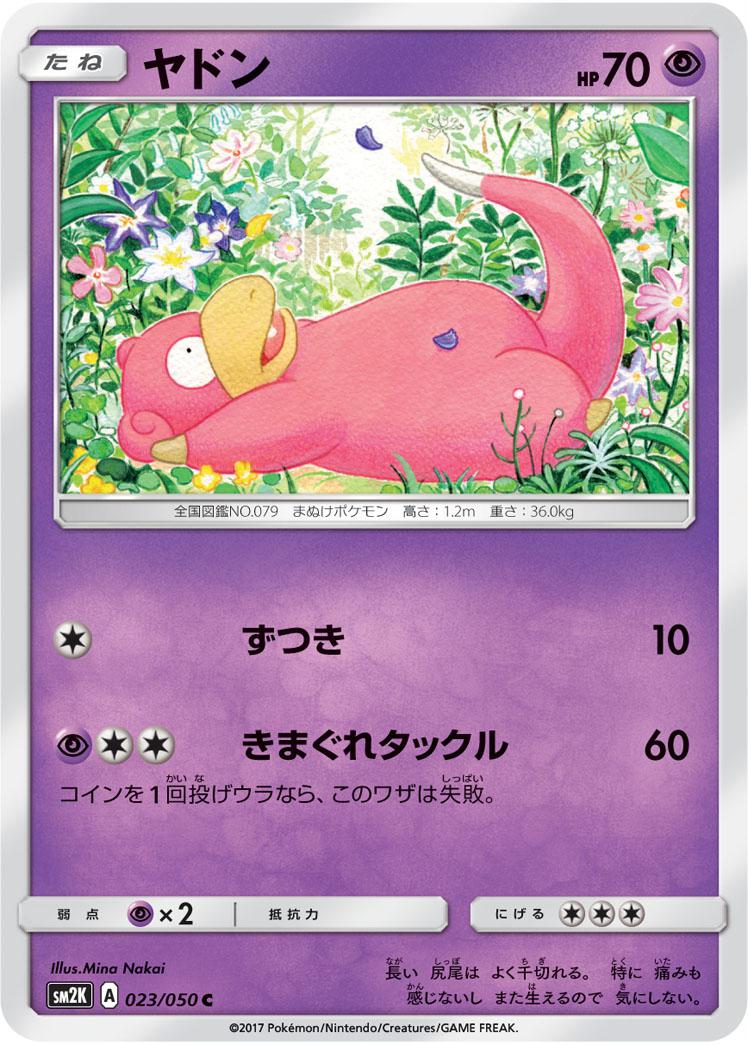 たね ヤドン HP70
全国図鑑NO.079 まぬけポケモン 高さ:1.2m 重さ:36.0kg
ずつき 10
きまぐれタックル 60
コインを1回投げウラなら、このワザは失敗。
弱点 ×2 抵抗力 にげる
Illus.Mina Nakai
SM2K A 023/050 C
長い 尻尾は よく千切れる。 特に 痛みも
感じないし また生えるので 気にしない。
©2017 Pokémon/Nintendo/Creatures/GAME FREAK.